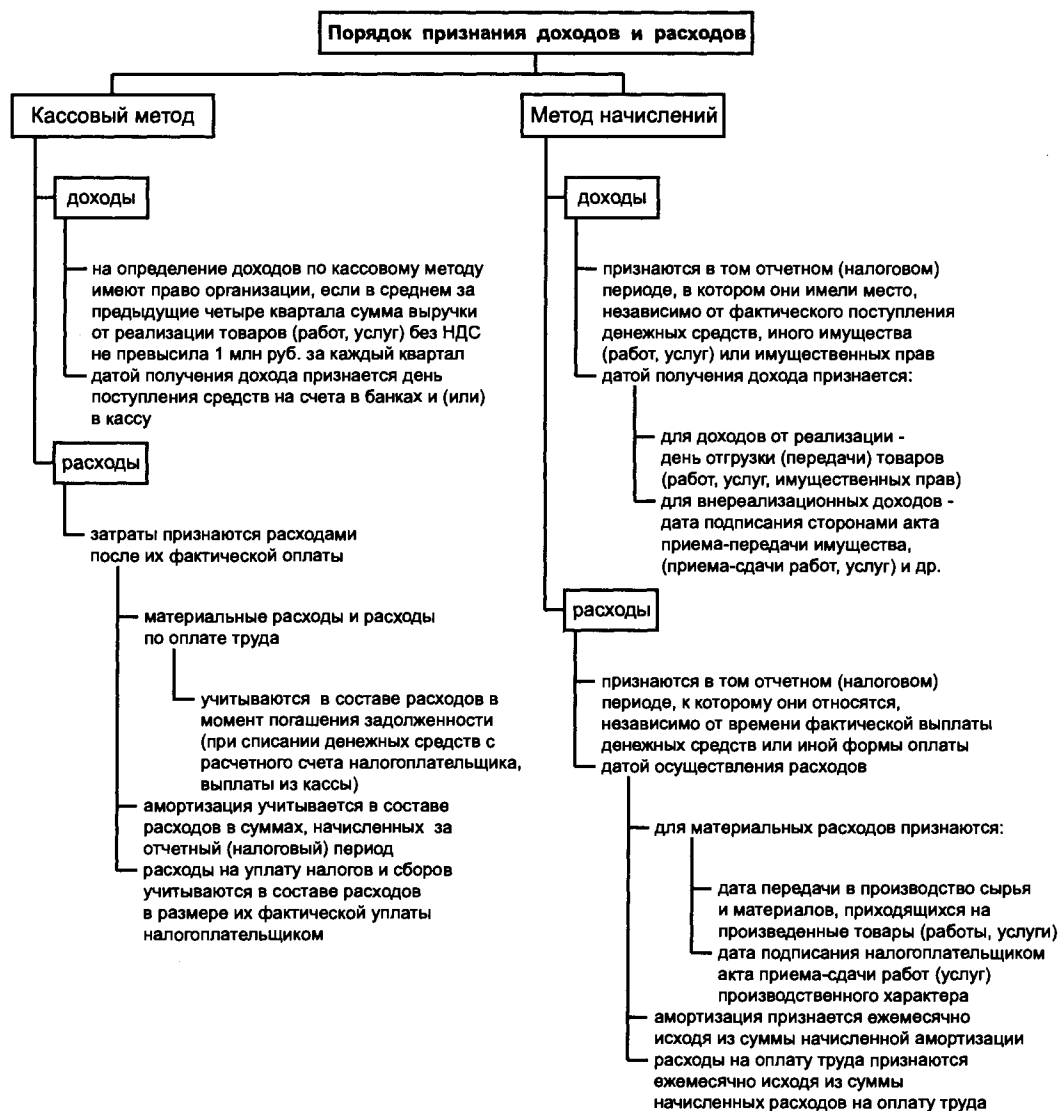 Порядок признания доходов и расходов
Кассовый метод
доходы
на определение доходов по кассовому методу
имеют право организации, если в среднем за
предыдущие четыре квартала сумма выручки
от реализации товаров (работ, услуг) без НДС
не превысила 1 млн руб. за каждый квартал
датой получения дохода признается день
поступления средств на счета в банках и (или)
в кассу
расходы
затраты признаются расходами
после их фактической оплаты
материальные расходы и расходы
по оплате труда
учитываются в составе расходов в
момент погашения задолженности
(при списании денежных средств с
расчетного счета налогоплательщика,
выплаты из кассы)
амортизация учитывается в составе
расходов в суммах, начисленных за
отчетный (налоговый) период
расходы на уплату налогов и сборов
учитываются в составе расходов
в размере их фактической уплаты
налогоплательщиком
Метод начислений
доходы
признаются в том отчетном (налоговом)
периоде, в котором они имели место,
независимо от фактического поступления
денежных средств, иного имущества
(работ, услуг) или имущественных прав
датой получения дохода признается:
для доходов от реализации -
день отгрузки (передачи) товаров
(работ, услуг, имущественных прав)
для внереализационных доходов -
дата подписания сторонами акта
приема-передачи имущества,
(приема-сдачи работ, услуг) и др.
расходы
признаются в том отчетном (налоговом)
периоде, к которому они относятся,
независимо от времени фактической выплаты
денежных средств или иной формы оплаты
датой осуществления расходов
для материальных расходов признаются:
дата передачи в производство сырья
и материалов, приходящихся на
произведенные товары (работы, услуги)
дата подписания налогоплательщиком
акта приема-сдачи работ (услуг)
производственного характера
амортизация признается ежемесячно
исходя из суммы начисленной амортизации
расходы на оплату труда признаются
ежемесячно исходя из суммы
начисленных расходов на оплату труда